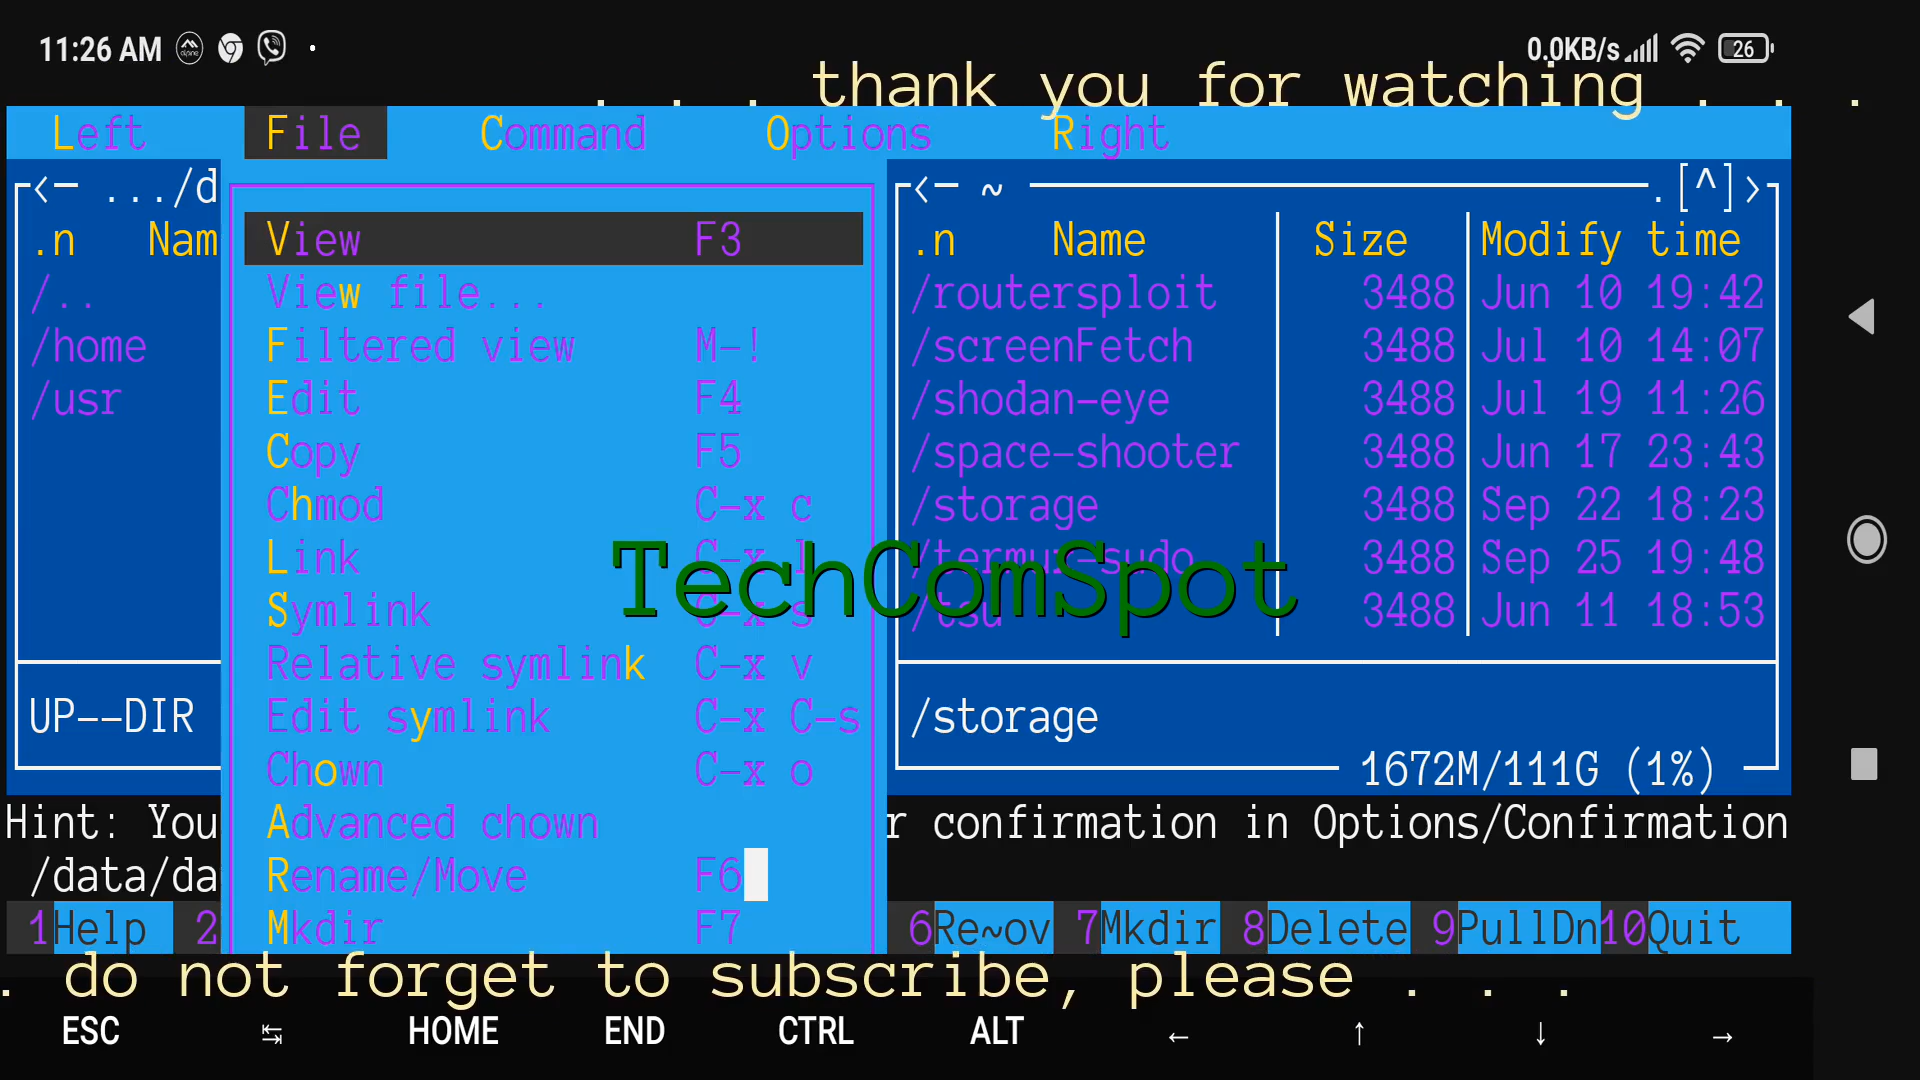 11:26 AM 0.0KB/s 26
. . . thank you for watching . . .
Left File Command Options Right
<─ .../d <─ ~ .[^]>
.n Nam View F3 .n Name Size Modify time
/.. View file... /routersploit 3488 Jun 10 19:42
/home Filtered view M-! /screenFetch 3488 Jul 10 14:07
/usr Edit F4 /shodan-eye 3488 Jul 19 11:26
Copy F5 /space-shooter 3488 Jun 17 23:43
Chmod C-x c /storage 3488 Sep 22 18:23
Link C-x l /termux-sudo 3488 Sep 25 19:48
TechComSpot
Symlink C-x s /tsu 3488 Jun 11 18:53
Relative symlink C-x v
UP--DIR Edit symlink C-x C-s /storage
Chown C-x o 1672M/111G (1%)
Hint: You Advanced chown r confirmation in Options/Confirmation
/data/da Rename/Move F6
1Help 2 Mkdir F7 6Re~ov 7Mkdir 8Delete 9PullDn10Quit
. do not forget to subscribe, please . . .
ESC ↹ HOME END CTRL ALT ← ↑ ↓ →